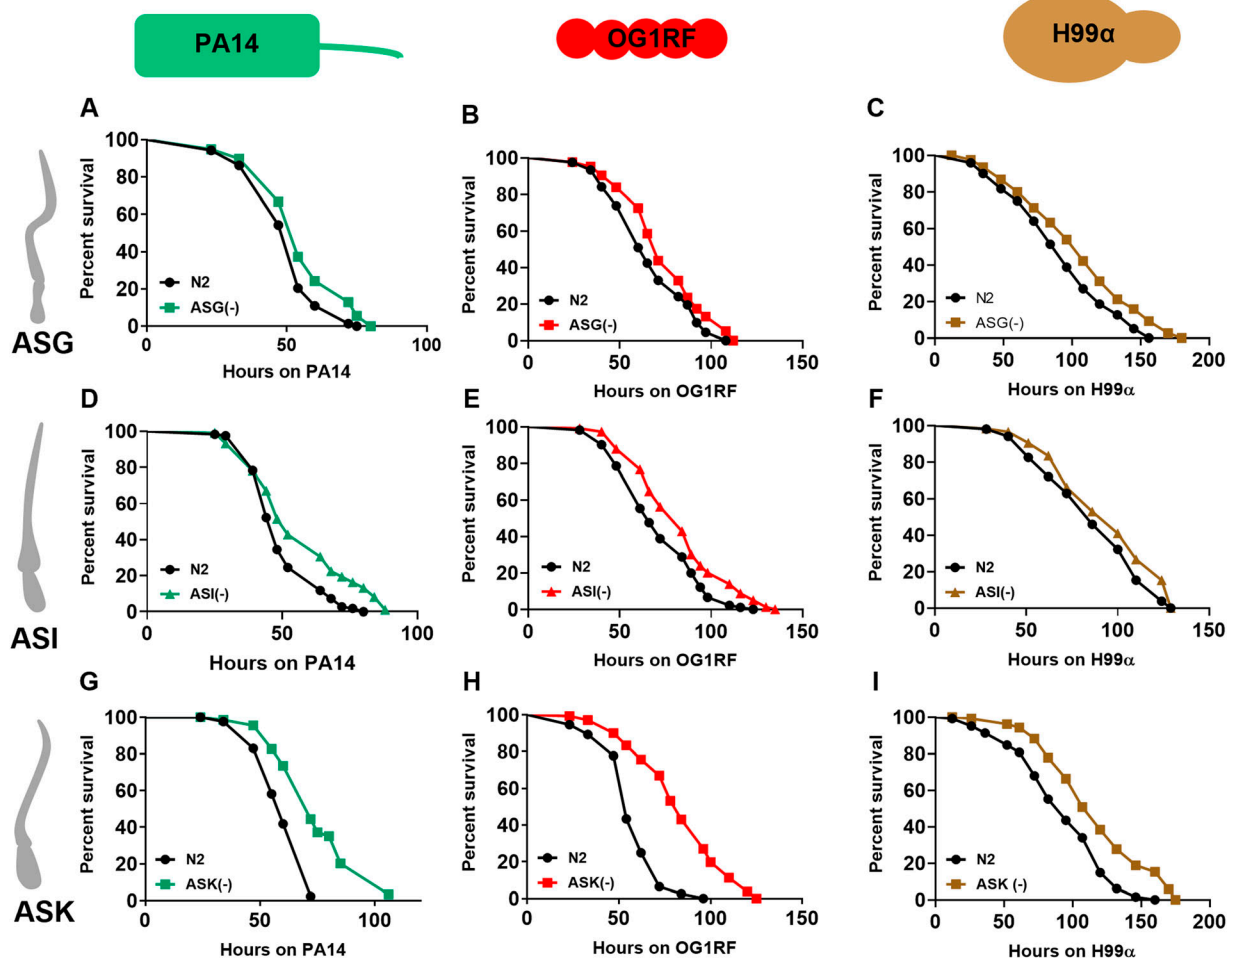 PA14
OG1RF
H99α
A
B
C
100
80
60
40
20
0
Percent survival
N2
ASG(-)
0
50
100
Hours on PA14
100
80
60
40
20
0
Percent survival
N2
ASG(-)
0
50
100
150
Hours on OG1RF
100
80
60
40
20
0
Percent survival
N2
ASG(-)
0
50
100
150
200
Hours on H99α
ASG
D
E
F
100
80
60
40
20
0
Percent survival
N2
ASI(-)
0
50
100
Hours on PA14
100
80
60
40
20
0
Percent survival
N2
ASI(-)
0
50
100
150
Hours on OG1RF
100
80
60
40
20
0
Percent survival
N2
ASI(-)
0
50
100
150
Hours on H99α
ASI
G
H
I
100
80
60
40
20
0
Percent survival
N2
ASK(-)
0
50
100
Hours on PA14
100
80
60
40
20
0
Percent survival
N2
ASK(-)
0
50
100
150
Hours on OG1RF
100
80
60
40
20
0
Percent survival
N2
ASK (-)
0
50
100
150
200
Hours on H99α
ASK